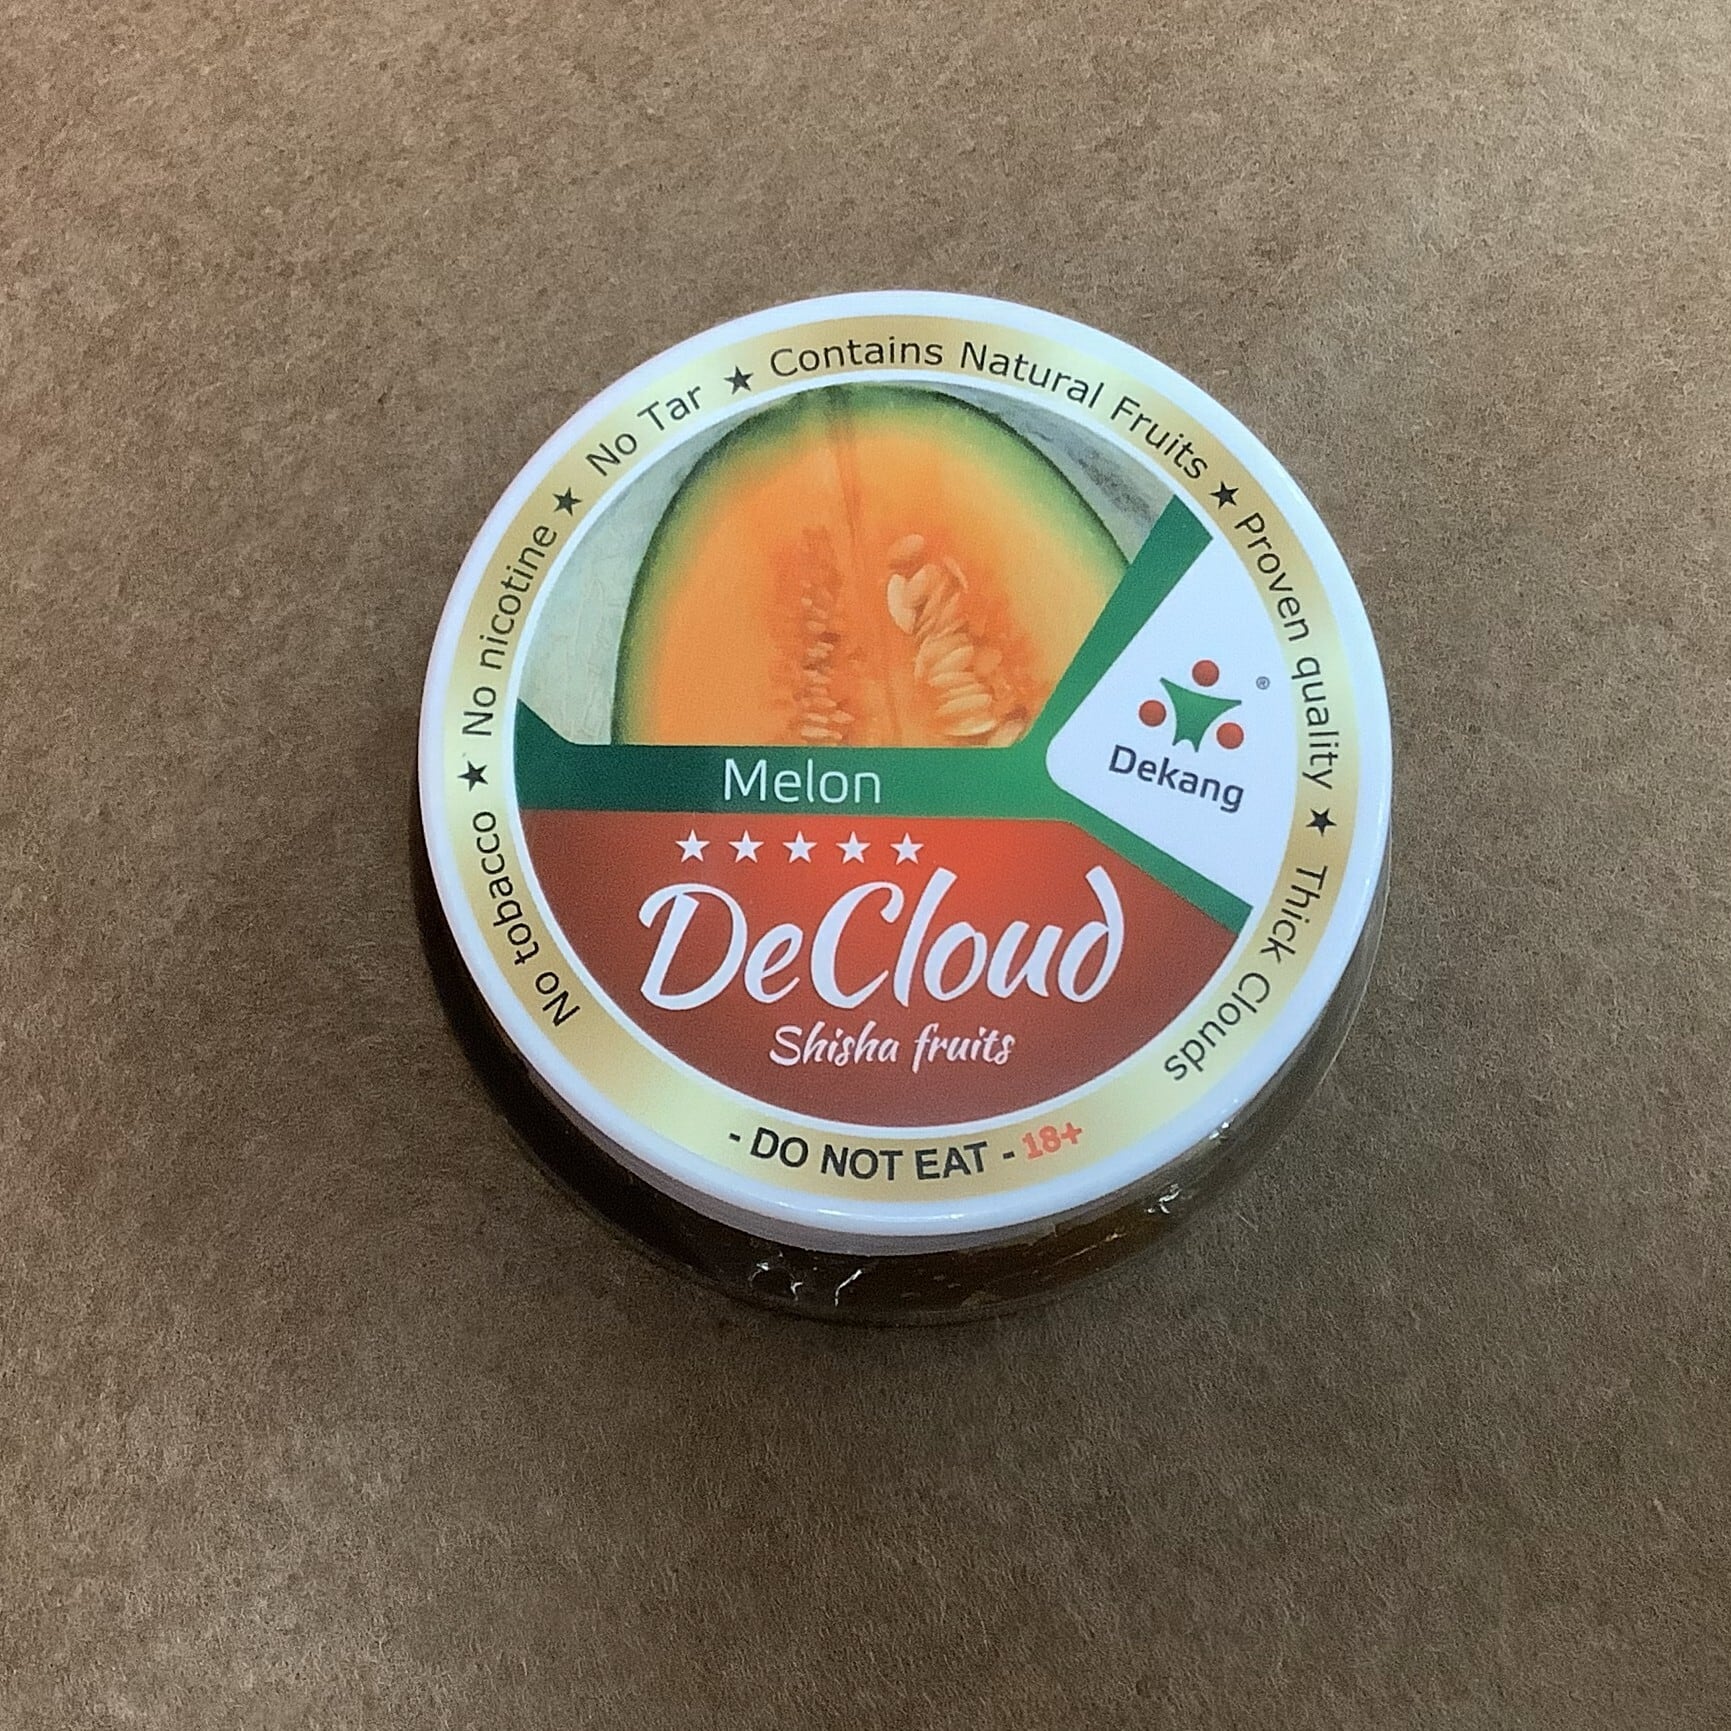 No tobacco ★ No nicotine ★ No Tar ★ Contains Natural Fruits ★ Proven quality ★ Thick Clouds
Dekang
®
Melon
★★★★★
DeCloud
Shisha fruits
- DO NOT EAT - 18+